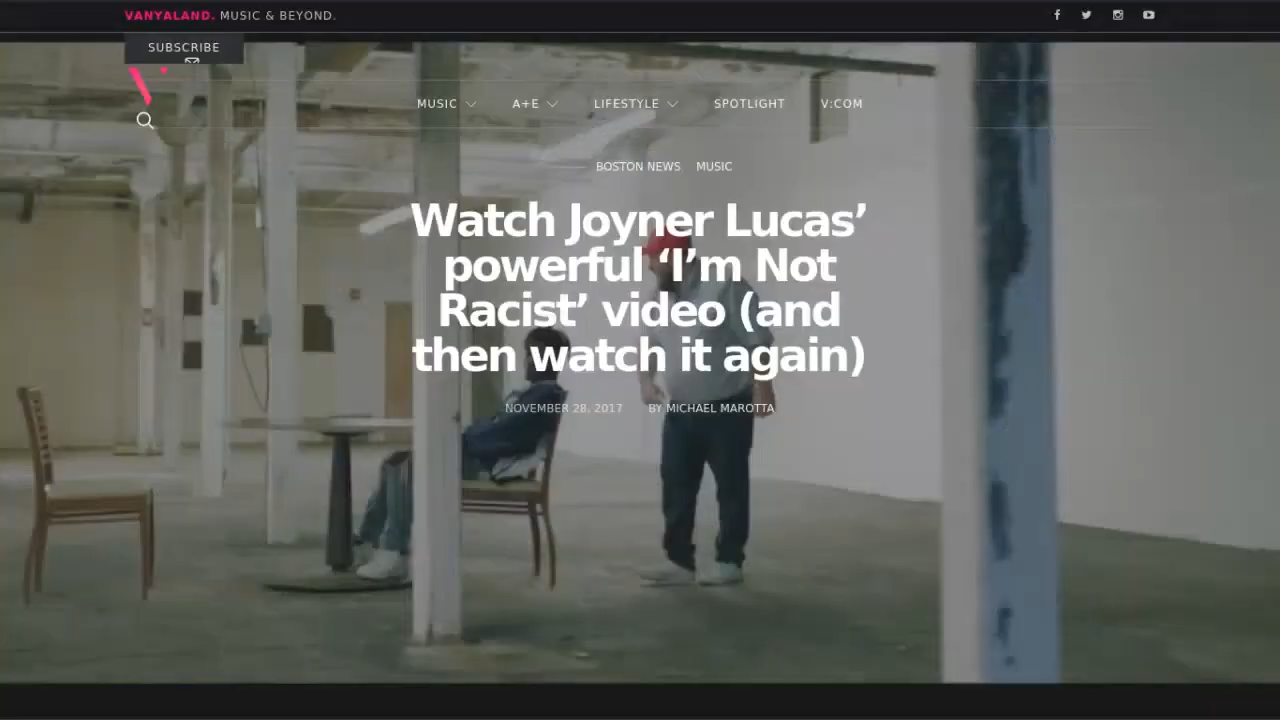 VANYALAND. MUSIC & BEYOND.
SUBSCRIBE
MUSIC A+E LIFESTYLE SPOTLIGHT V:COM
BOSTON NEWS MUSIC
Watch Joyner Lucas’
powerful ‘I’m Not
Racist’ video (and
then watch it again)
NOVEMBER 28, 2017 BY MICHAEL MAROTTA